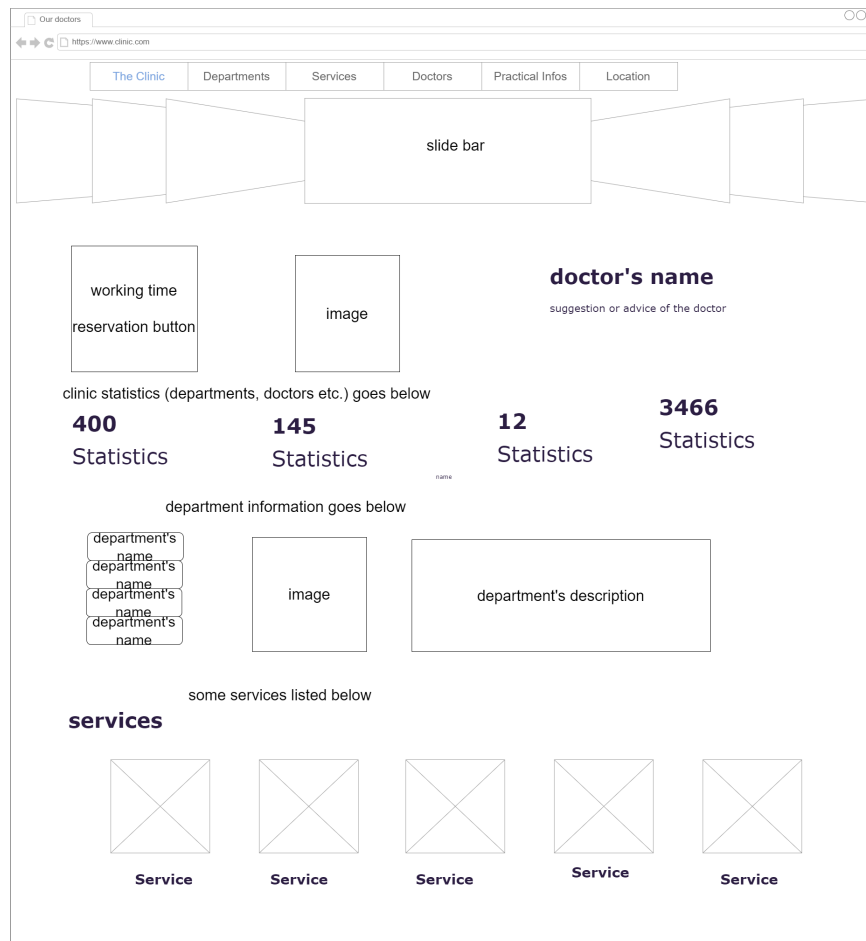 Our doctors
https://www.clinic.com
The Clinic Departments Services Doctors Practical Infos Location
slide bar
working time
reservation button
image
doctor's name
suggestion or advice of the doctor
clinic statistics (departments, doctors etc.) goes below
400
Statistics
145
Statistics
12
Statistics
3466
Statistics
name
department information goes below
department's
name
department's
name
department's
name
department's
name
image
department's description
some services listed below
services
Service
Service
Service
Service
Service